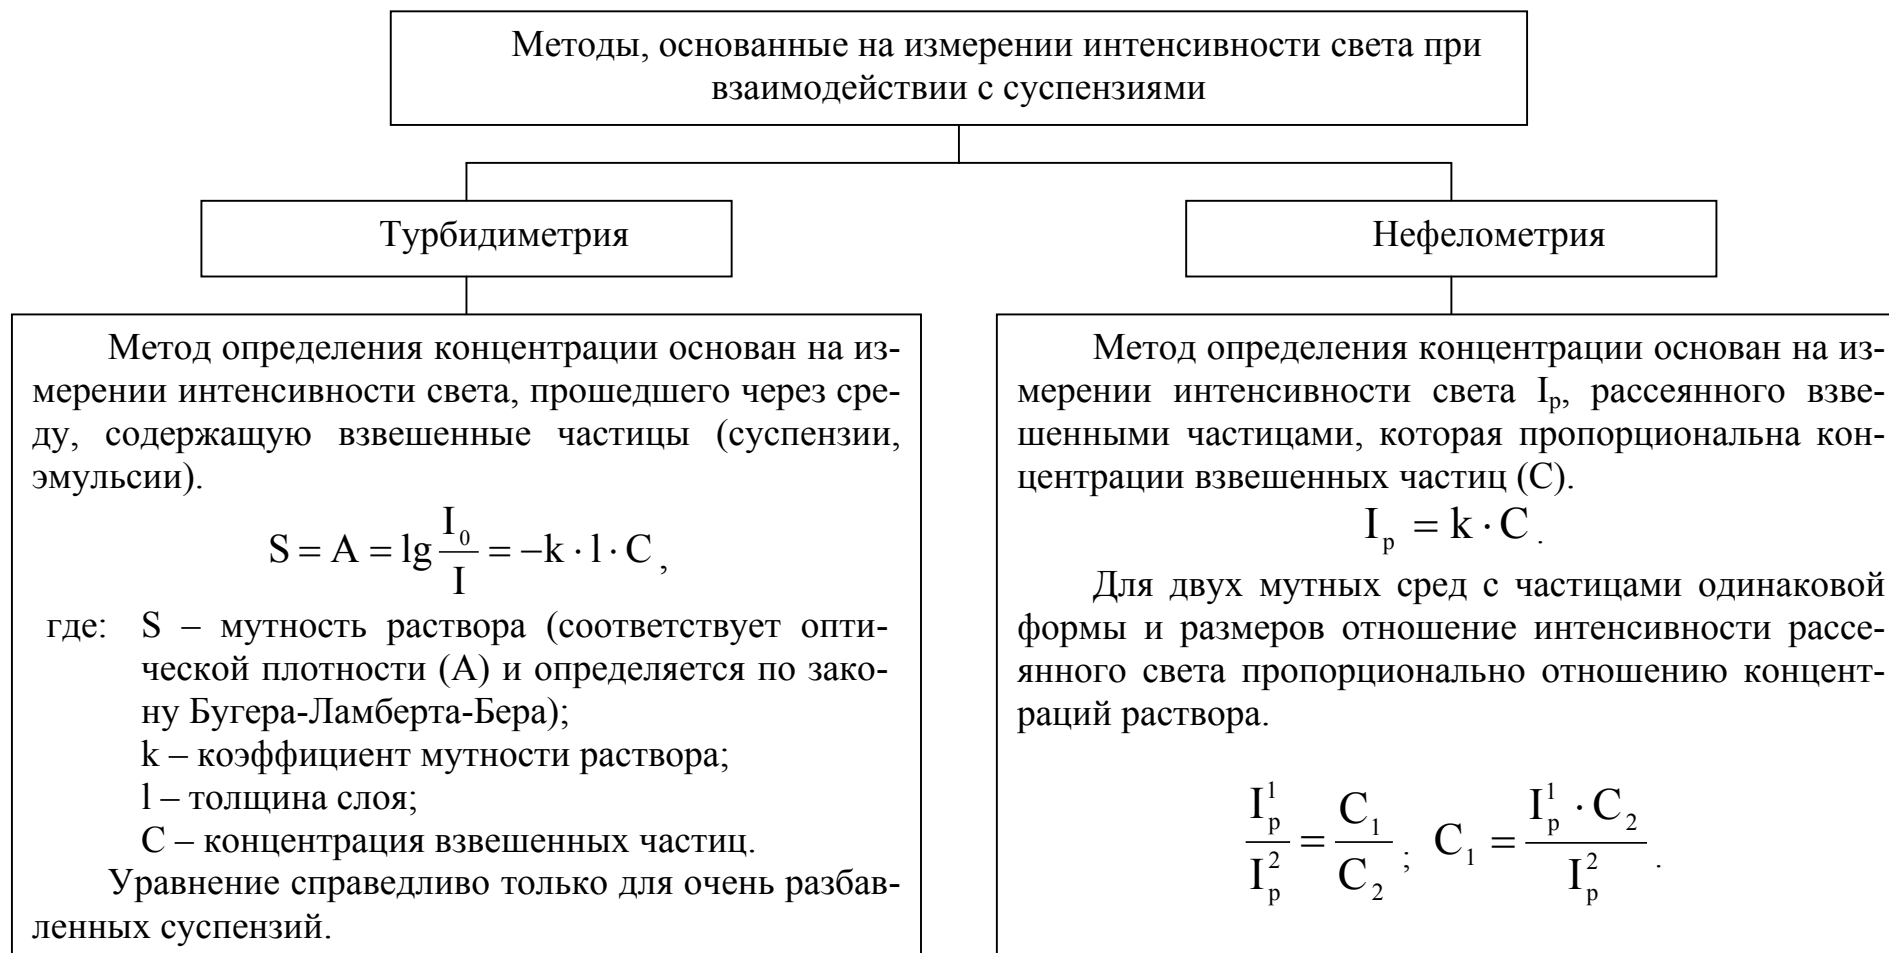 Методы, основанные на измерении интенсивности света при
взаимодействии с суспензиями
Турбидиметрия
Метод определения концентрации основан на из-
мерении интенсивности света, прошедшего через сре-
ду, содержащую взвешенные частицы (суспензии,
эмульсии).
S = A = lg I₀/I = –k · l · C ,
где: S – мутность раствора (соответствует опти-
ческой плотности (А) и определяется по зако-
ну Бугера-Ламберта-Бера);
k – коэффициент мутности раствора;
l – толщина слоя;
С – концентрация взвешенных частиц.
Уравнение справедливо только для очень разбав-
ленных суспензий.
Нефелометрия
Метод определения концентрации основан на из-
мерении интенсивности света Iₚ, рассеянного взве-
шенными частицами, которая пропорциональна кон-
центрации взвешенных частиц (С).
Iₚ = k · C .
Для двух мутных сред с частицами одинаковой
формы и размеров отношение интенсивности рассе-
янного света пропорционально отношению концент-
раций раствора.
Iₚ¹/Iₚ² = C₁/C₂ ; C₁ = Iₚ¹ · C₂/Iₚ² .